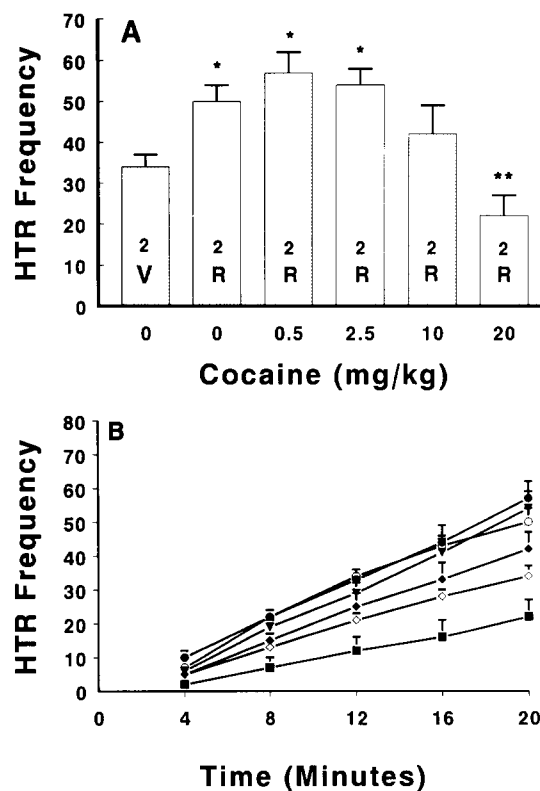 A
HTR Frequency
70
60
50
40
30
20
10
0
* * * **
2 2 2 2 2 2
V R R R R R
0 0 0.5 2.5 10 20
Cocaine (mg/kg)
B
HTR Frequency
80
70
60
50
40
30
20
10
0
0 4 8 12 16 20
Time (Minutes)